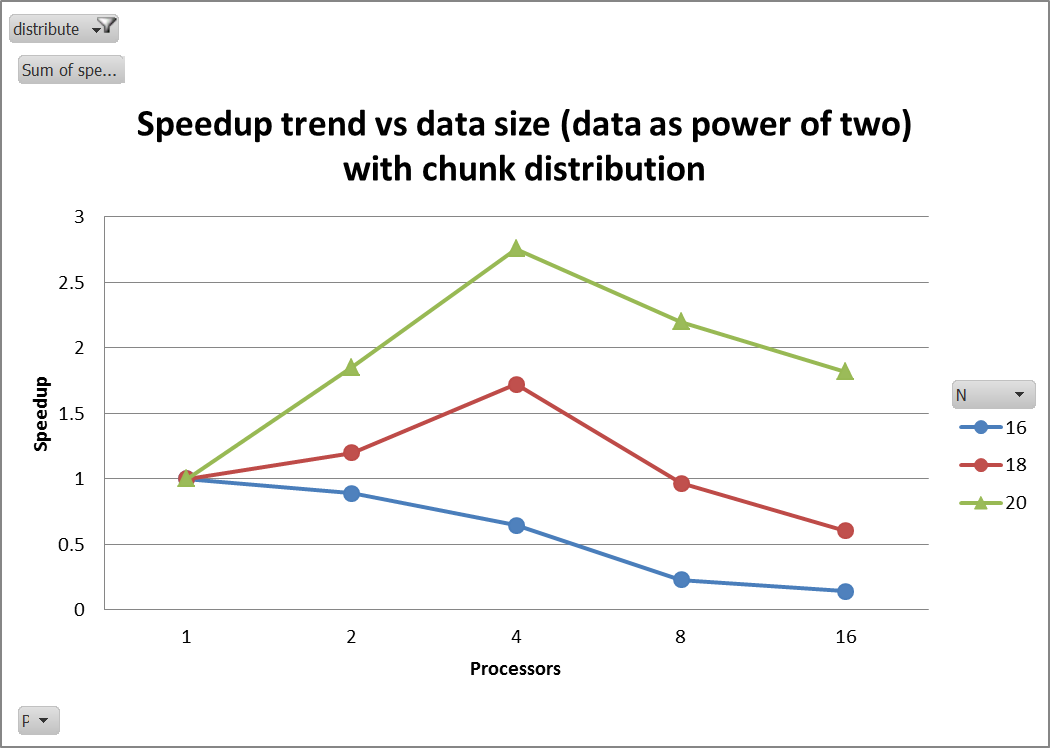 distribute
Sum of spe...
Speedup trend vs data size (data as power of two)
with chunk distribution
3
2.5
2
1.5
1
0.5
0
Speedup
1 2 4 8 16
Processors
N
16
18
20
P